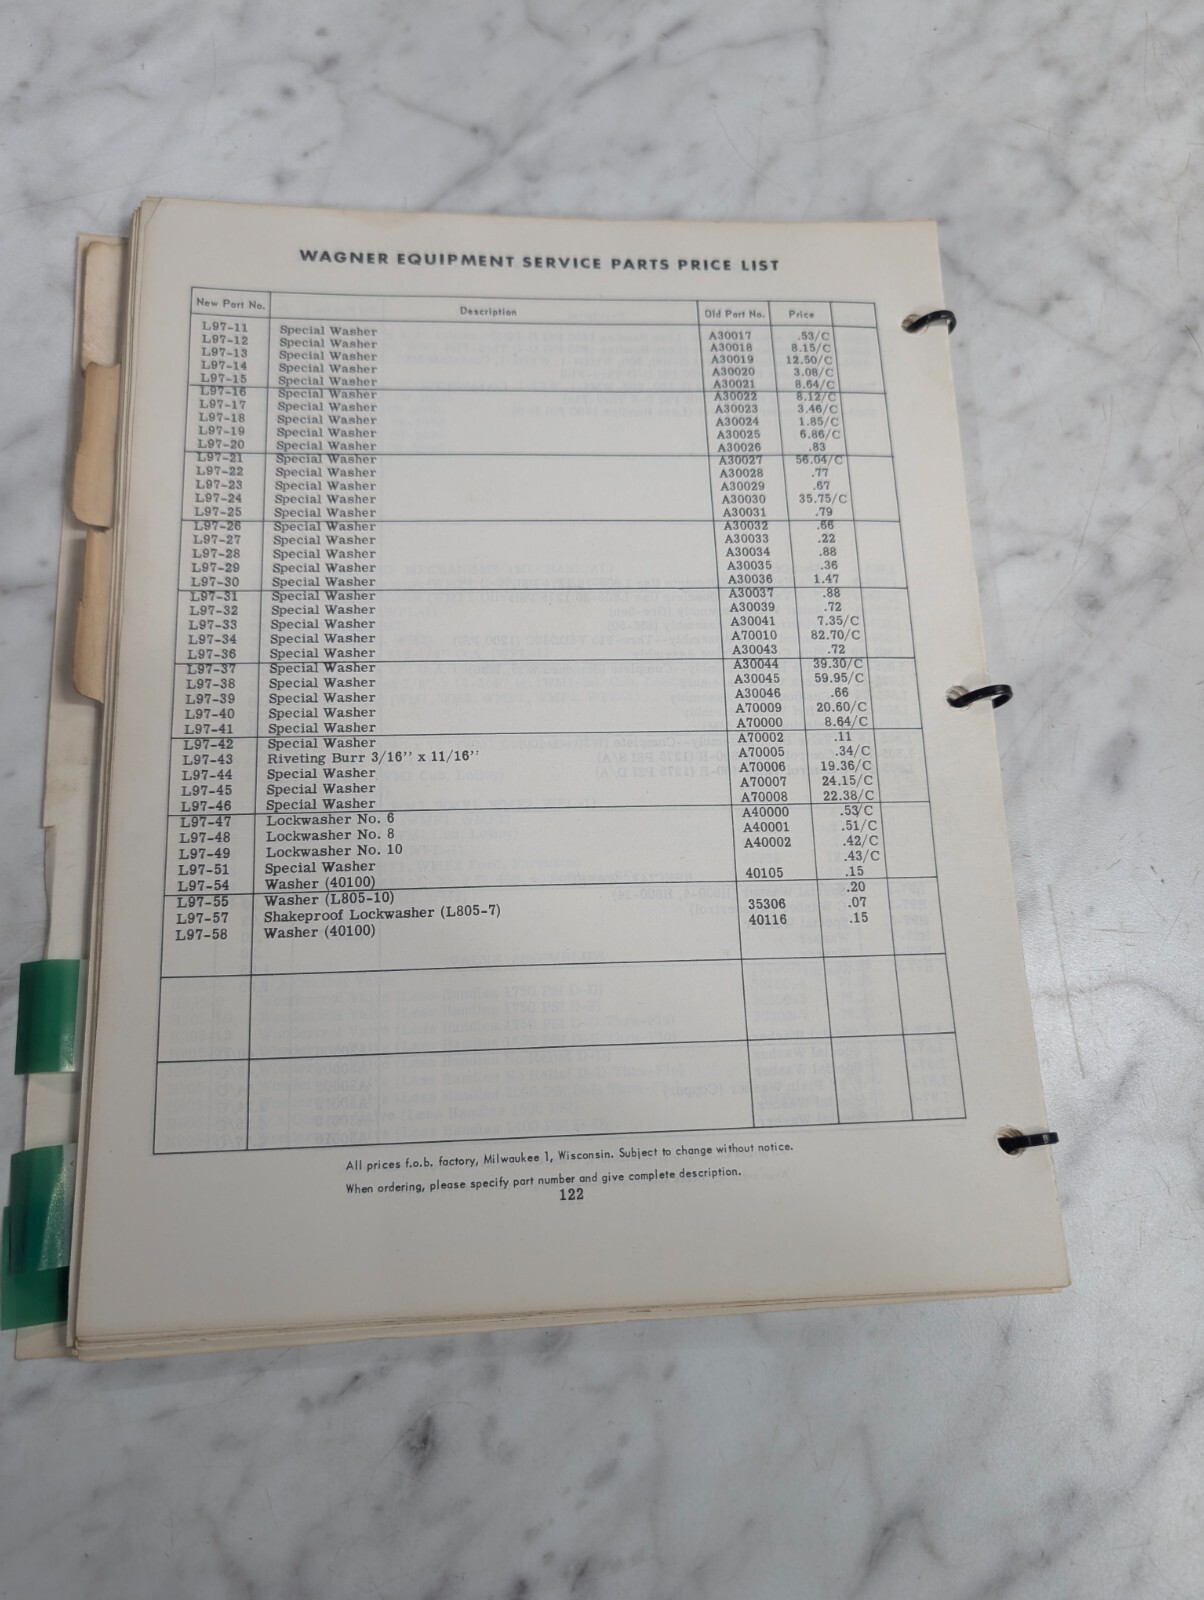 WAGNER EQUIPMENT SERVICE PARTS PRICE LIST
New Part No. Description Old Part No. Price
L97-11 Special Washer A30017 .53/C
L97-12 Special Washer A30018 8.15/C
L97-13 Special Washer A30019 12.50/C
L97-14 Special Washer A30020 3.08/C
L97-15 Special Washer A30021 8.64/C
L97-16 Special Washer A30022 8.12/C
L97-17 Special Washer A30023 3.46/C
L97-18 Special Washer A30024 1.85/C
L97-19 Special Washer A30025 6.86/C
L97-20 Special Washer A30026 .83
L97-21 Special Washer A30027 56.04/C
L97-22 Special Washer A30028 .77
L97-23 Special Washer A30029 .67
L97-24 Special Washer A30030 35.75/C
L97-25 Special Washer A30031 .79
L97-26 Special Washer A30032 .66
L97-27 Special Washer A30033 .22
L97-28 Special Washer A30034 .88
L97-29 Special Washer A30035 .36
L97-30 Special Washer A30036 1.47
L97-31 Special Washer A30037 .88
L97-32 Special Washer A30039 .72
L97-33 Special Washer A30041 7.35/C
L97-34 Special Washer A70010 82.70/C
L97-36 Special Washer A30043 .72
L97-37 Special Washer A30044 39.30/C
L97-38 Special Washer A30045 59.95/C
L97-39 Special Washer A30046 .66
L97-40 Special Washer A70009 20.60/C
L97-41 Special Washer A70000 8.64/C
L97-42 Special Washer A70002 .11
L97-43 Riveting Burr 3/16'' x 11/16'' A70005 .34/C
L97-44 Special Washer A70006 19.36/C
L97-45 Special Washer A70007 24.15/C
L97-46 Special Washer A70008 22.38/C
L97-47 Lockwasher No. 6 A40000 .53/C
L97-48 Lockwasher No. 8 A40001 .51/C
L97-49 Lockwasher No. 10 A40002 .42/C
L97-51 Special Washer .43/C
L97-54 Washer (40100) 40105 .15
L97-55 Washer (L805-10) .20
L97-57 Shakeproof Lockwasher (L805-7) 35306 .07
L97-58 Washer (40100) 40116 .15
All prices f.o.b. factory, Milwaukee 1, Wisconsin. Subject to change without notice.
When ordering, please specify part number and give complete description.
122